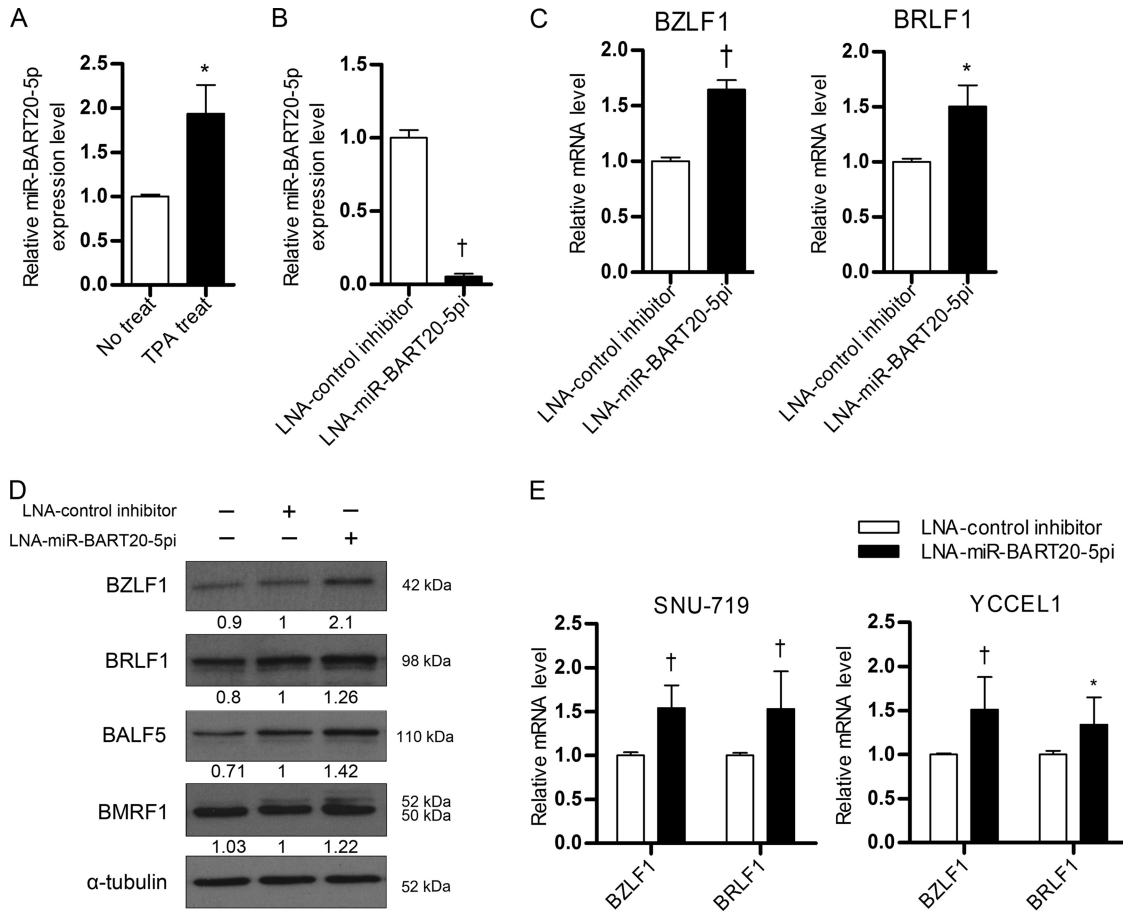 A
Relative miR-BART20-5p
expression level
2.5
2.0
1.5
1.0
0.5
0.0
*
No treat
TPA treat
B
Relative miR-BART20-5p
expression level
1.5
1.0
0.5
0.0
†
LNA-control inhibitor
LNA-miR-BART20-5pi
C
BZLF1
Relative mRNA level
2.0
1.5
1.0
0.5
0.0
†
LNA-control inhibitor
LNA-miR-BART20-5pi
BRLF1
Relative mRNA level
2.0
1.5
1.0
0.5
0.0
*
LNA-control inhibitor
LNA-miR-BART20-5pi
D
LNA-control inhibitor − + −
LNA-miR-BART20-5pi − − +
BZLF1 42 kDa
0.9 1 2.1
BRLF1 98 kDa
0.8 1 1.26
BALF5 110 kDa
0.71 1 1.42
BMRF1 52 kDa
50 kDa
1.03 1 1.22
α-tubulin 52 kDa
E
LNA-control inhibitor
LNA-miR-BART20-5pi
SNU-719
Relative mRNA level
2.5
2.0
1.5
1.0
0.5
0.0
† †
BZLF1
BRLF1
YCCEL1
Relative mRNA level
2.5
2.0
1.5
1.0
0.5
0.0
† *
BZLF1
BRLF1